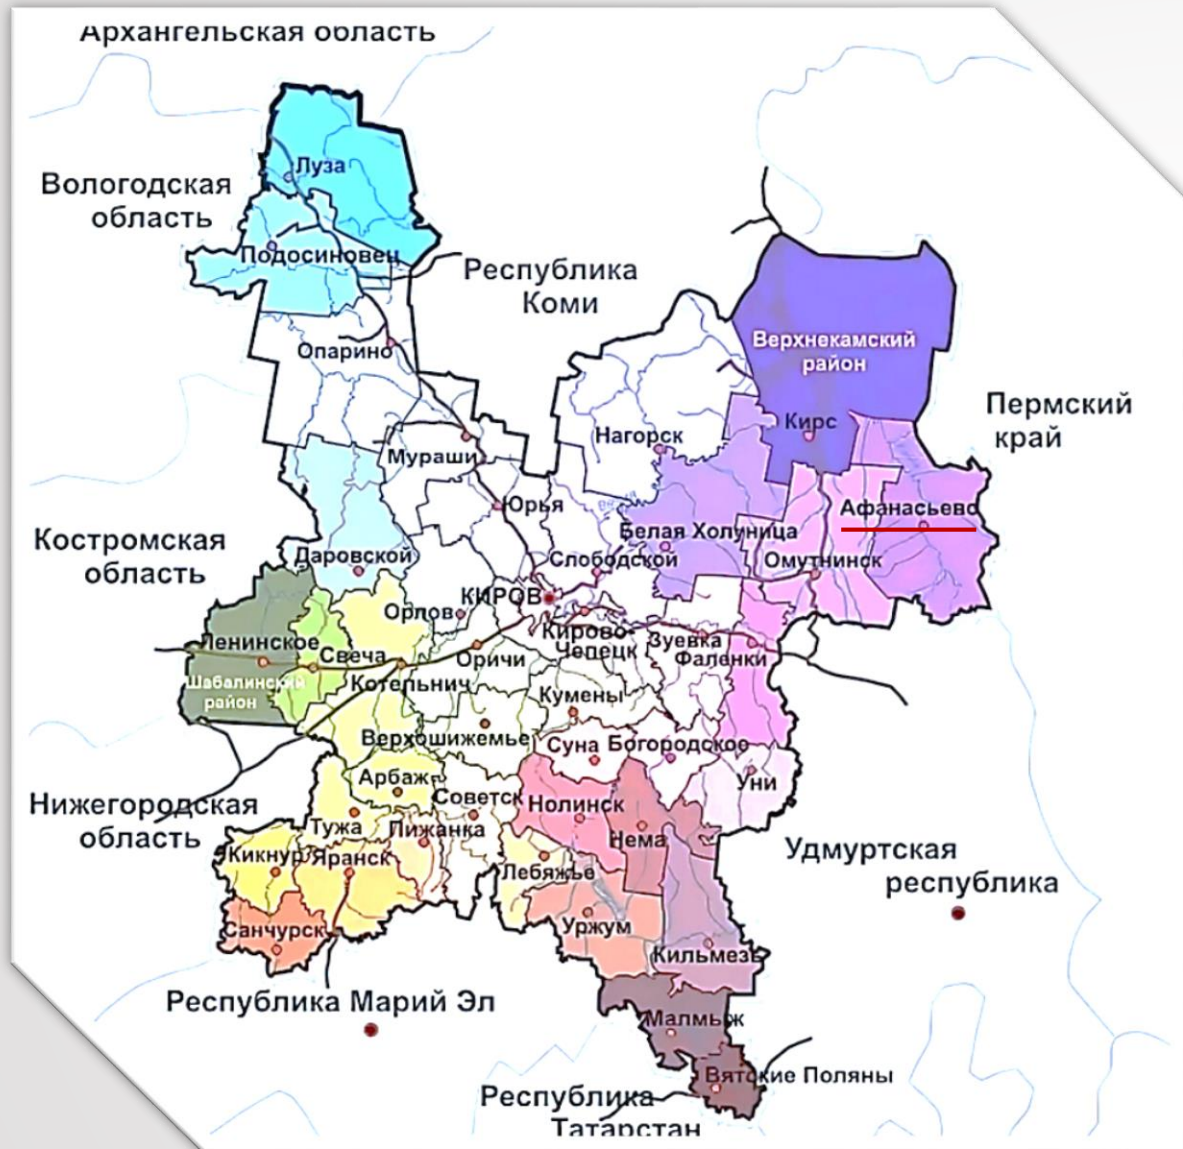 Архангельская область
Луза
Вологодская
область
Подосиновец
Республика
Коми
Опарино
Верхнекамский
район
Пермский
край
Кирс
Нагорск
Мураши
Юрья
Афанасьево
Белая Холуница
Костромская
область
Даровской
Слободской
Омутнинск
КИРОВ
Орлов
Кирово-
Чепецк
Зуевка
Фаленки
Ленинское
Свеча
Оричи
Шабалинский
район
Котельнич
Кумены
Верхошижемье
Суна
Богородское
Уни
Арбаж
Советск
Нолинск
Нижегородская
область
Тужа
Пижанка
Нема
Кикнур
Яранск
Лебяжье
Удмуртская
республика
Санчурск
Уржум
Кильмезь
Республика Марий Эл
Малмыж
Вятские Поляны
Республика
Татарстан